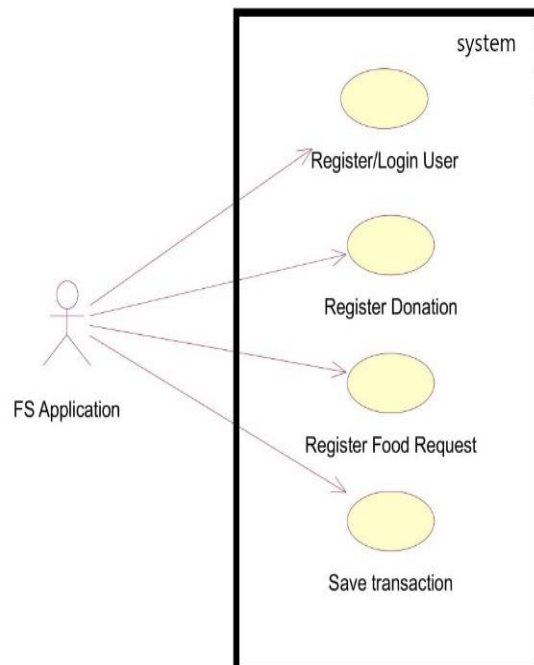 system
Register/Login User
Register Donation
FS Application
Register Food Request
Save transaction